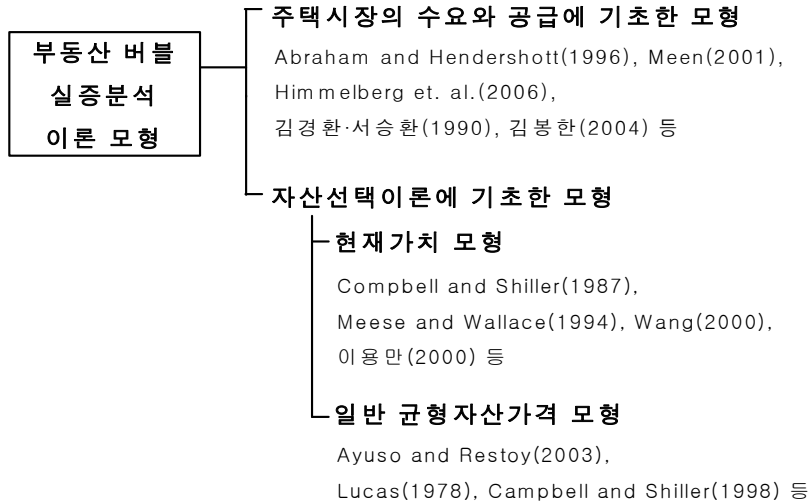 부동산 버블
실증분석
이론 모형
주택시장의 수요와 공급에 기초한 모형
Abraham and Hendershott(1996), Meen(2001),
Himmelberg et. al.(2006),
김경환·서승환(1990), 김봉한(2004) 등
자산선택이론에 기초한 모형
현재가치 모형
Compbell and Shiller(1987),
Meese and Wallace(1994), Wang(2000),
이용만(2000) 등
일반 균형자산가격 모형
Ayuso and Restoy(2003),
Lucas(1978), Campbell and Shiller(1998) 등